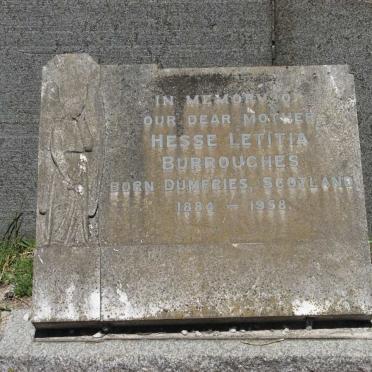 IN MEMORY OF
OUR DEAR MOTHER
HESSE LETITIA
BURROUGHES
BORN DUMFRIES, SCOTLAND
1884 — 1958.